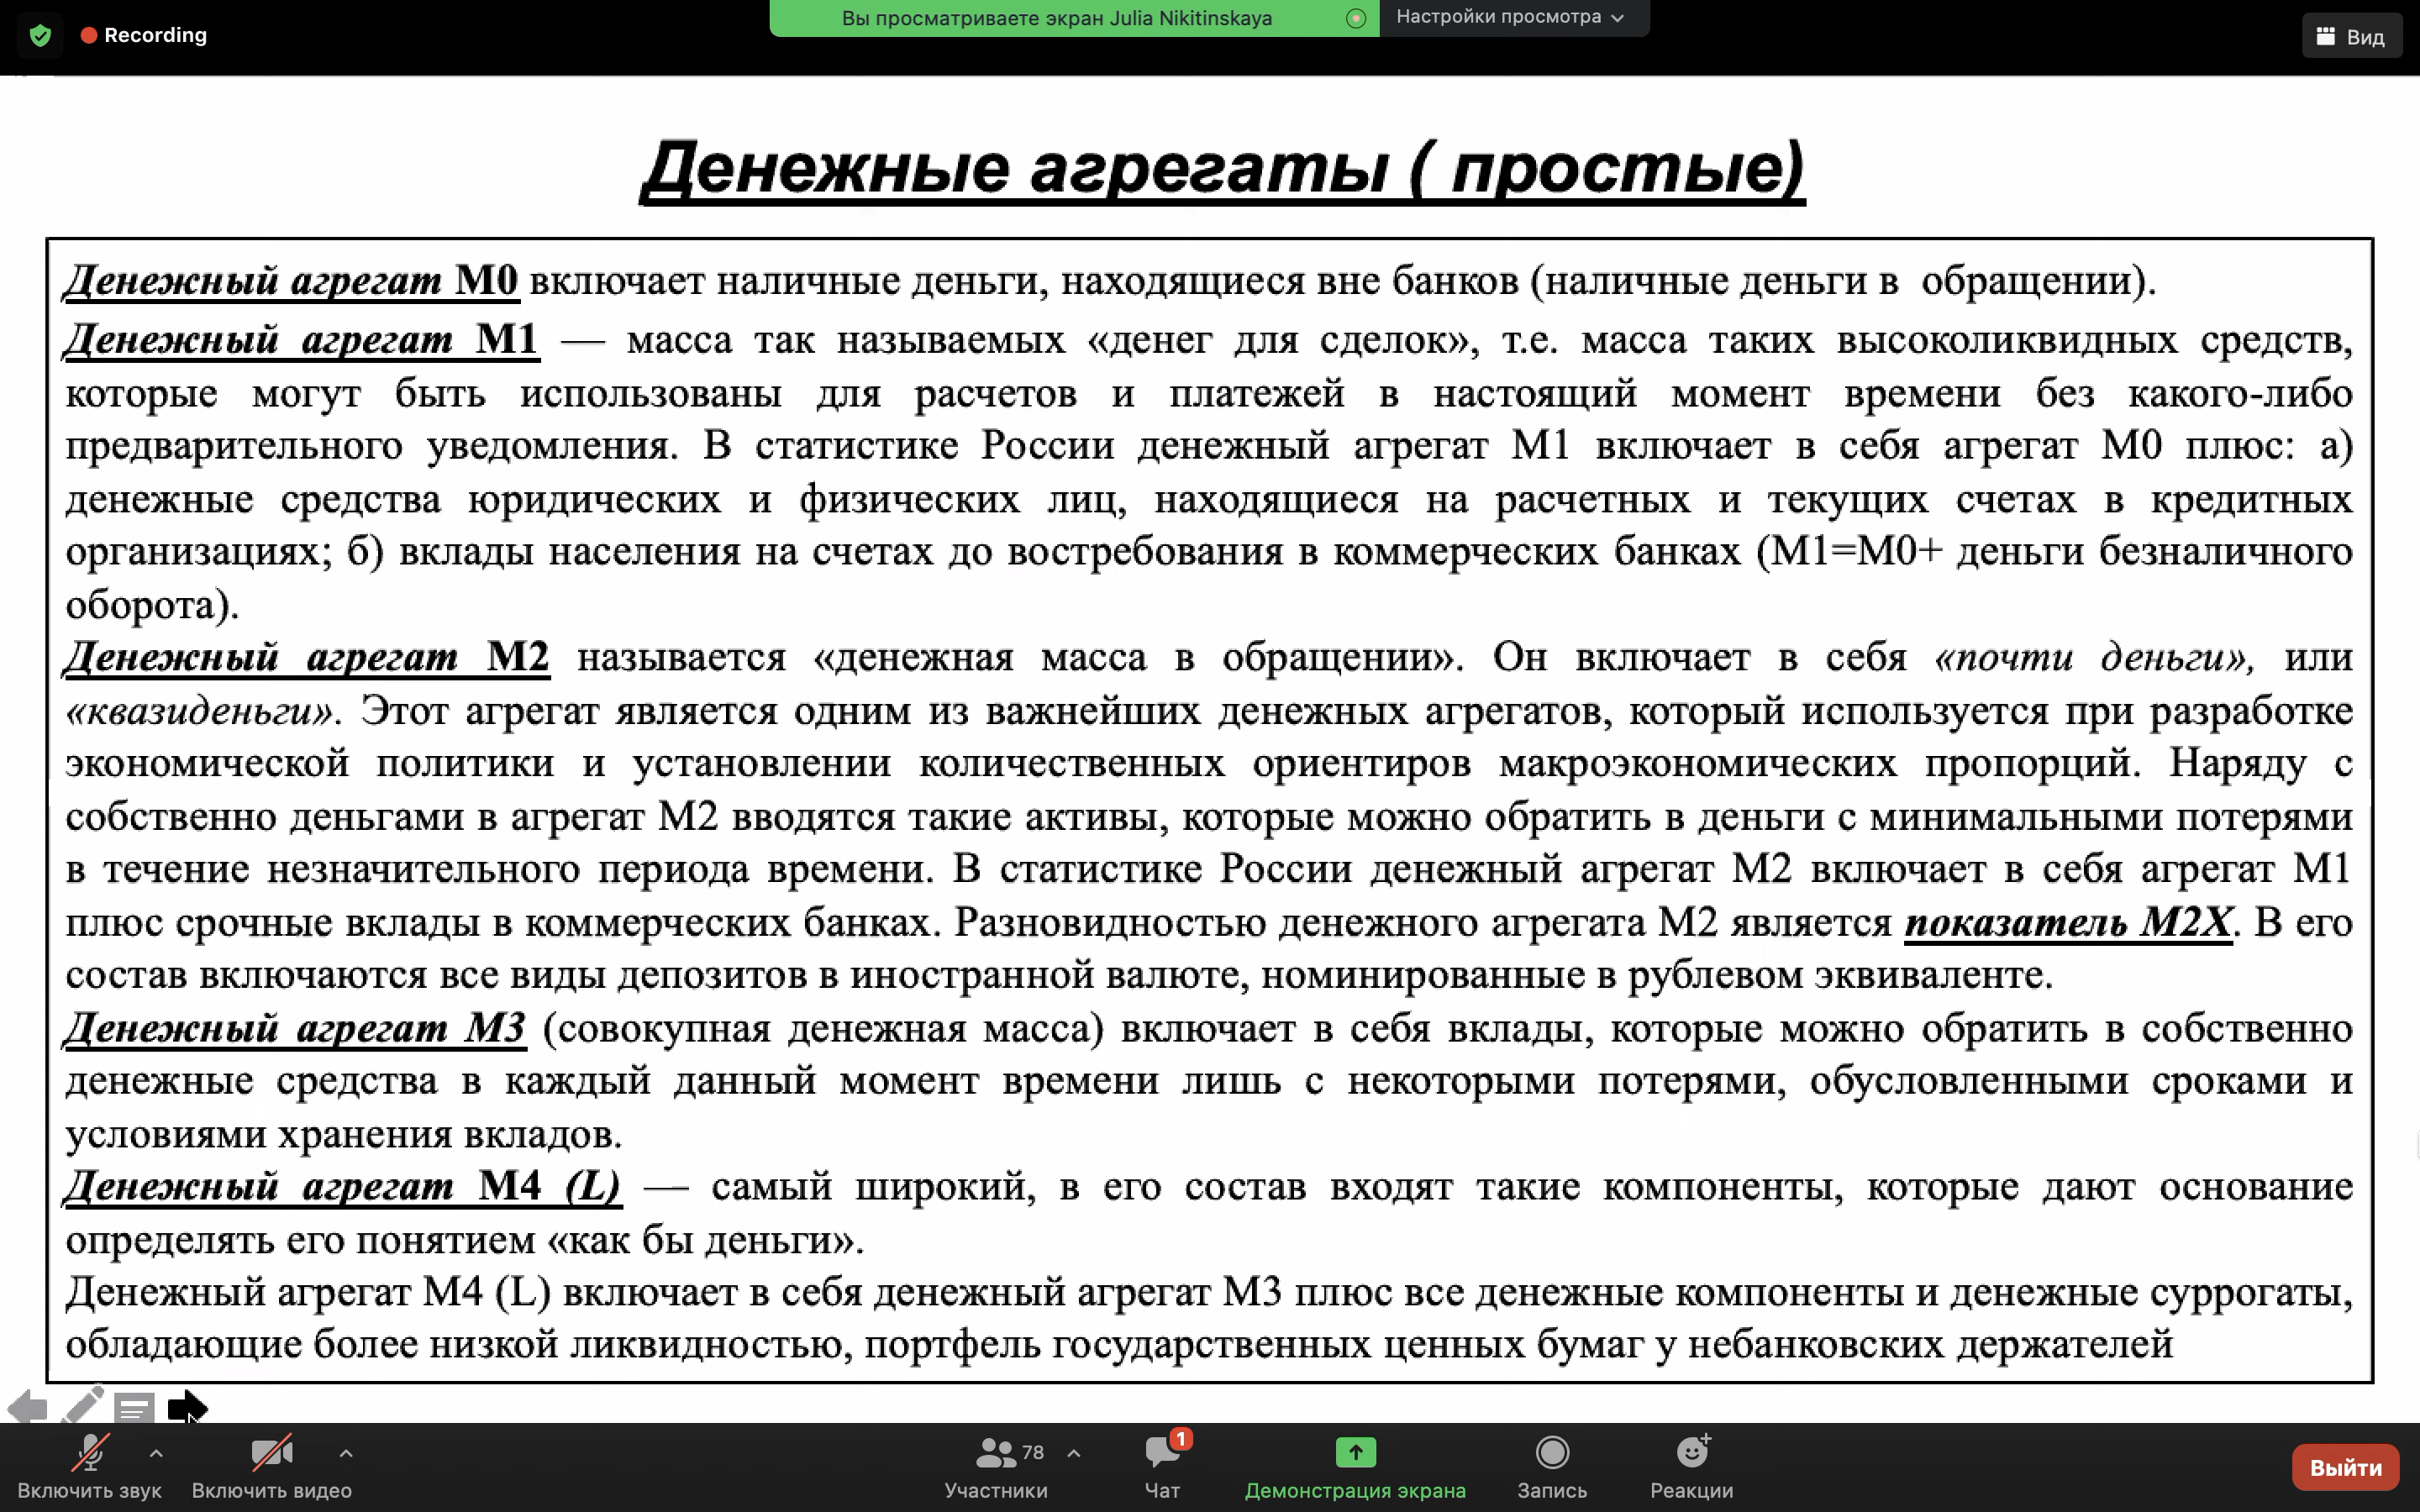 Recording
Вы просматриваете экран Julia Nikitinskaya
Настройки просмотра
Вид
Денежные агрегаты ( простые)
Денежный агрегат М0 включает наличные деньги, находящиеся вне банков (наличные деньги в обращении).
Денежный агрегат М1 — масса так называемых «денег для сделок», т.е. масса таких высоколиквидных средств,
которые могут быть использованы для расчетов и платежей в настоящий момент времени без какого-либо
предварительного уведомления. В статистике России денежный агрегат М1 включает в себя агрегат М0 плюс: а)
денежные средства юридических и физических лиц, находящиеся на расчетных и текущих счетах в кредитных
организациях; б) вклады населения на счетах до востребования в коммерческих банках (М1=М0+ деньги безналичного
оборота).
Денежный агрегат М2 называется «денежная масса в обращении». Он включает в себя «почти деньги», или
«квазиденьги». Этот агрегат является одним из важнейших денежных агрегатов, который используется при разработке
экономической политики и установлении количественных ориентиров макроэкономических пропорций. Наряду с
собственно деньгами в агрегат М2 вводятся такие активы, которые можно обратить в деньги с минимальными потерями
в течение незначительного периода времени. В статистике России денежный агрегат М2 включает в себя агрегат М1
плюс срочные вклады в коммерческих банках. Разновидностью денежного агрегата М2 является показатель М2Х. В его
состав включаются все виды депозитов в иностранной валюте, номинированные в рублевом эквиваленте.
Денежный агрегат М3 (совокупная денежная масса) включает в себя вклады, которые можно обратить в собственно
денежные средства в каждый данный момент времени лишь с некоторыми потерями, обусловленными сроками и
условиями хранения вкладов.
Денежный агрегат М4 (L) — самый широкий, в его состав входят такие компоненты, которые дают основание
определять его понятием «как бы деньги».
Денежный агрегат М4 (L) включает в себя денежный агрегат М3 плюс все денежные компоненты и денежные суррогаты,
обладающие более низкой ликвидностью, портфель государственных ценных бумаг у небанковских держателей
78
1
Включить звук
Включить видео
Участники
Чат
Демонстрация экрана
Запись
Реакции
Выйти